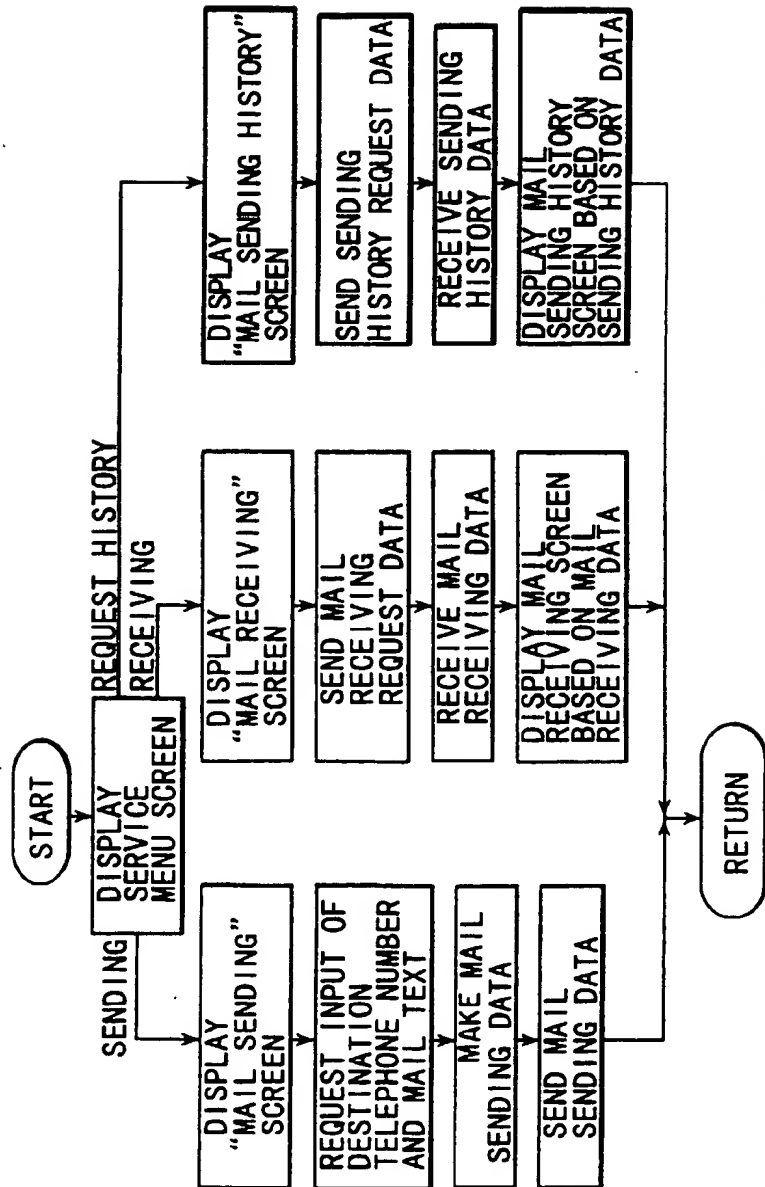 START
DISPLAY
SERVICE
MENU SCREEN
SENDING
REQUEST HISTORY
RECEIVING
DISPLAY
“MAIL SENDING”
SCREEN
REQUEST INPUT OF
DESTINATION
TELEPHONE NUMBER
AND MAIL TEXT
MAKE MAIL
SENDING DATA
SEND MAIL
SENDING DATA
DISPLAY
“MAIL RECEIVING”
SCREEN
SEND MAIL
RECEIVING
REQUEST DATA
RECEIVE MAIL
RECEIVING DATA
DISPLAY MAIL
RECEIVING SCREEN
BASED ON MAIL
RECEIVING DATA
DISPLAY
“MAIL SENDING HISTORY”
SCREEN
SEND SENDING
HISTORY REQUEST DATA
RECEIVE SENDING
HISTORY DATA
DISPLAY MAIL
SENDING HISTORY
SCREEN BASED ON
SENDING HISTORY DATA
RETURN